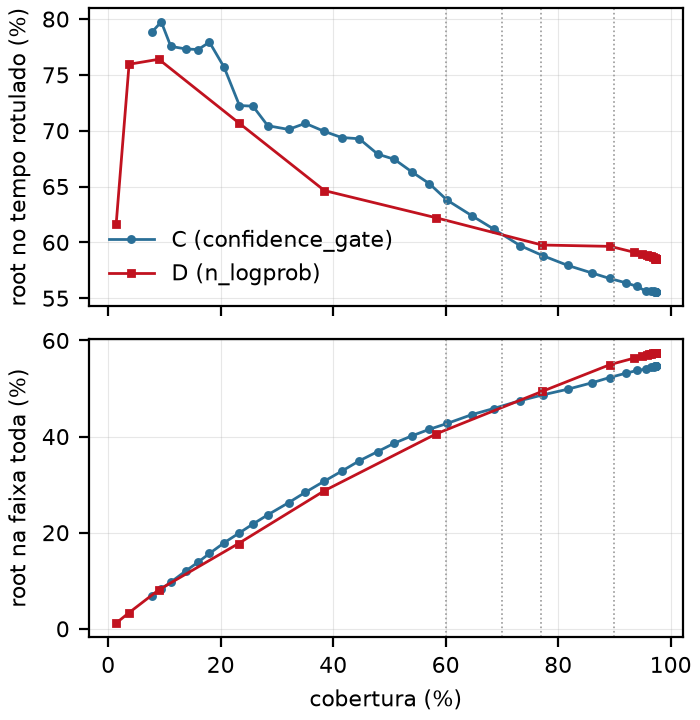 root no tempo rotulado (%)
80
75
70
65
60
55
C (confidence_gate)
D (n_logprob)
root na faixa toda (%)
60
40
20
0
0 20 40 60 80 100
cobertura (%)